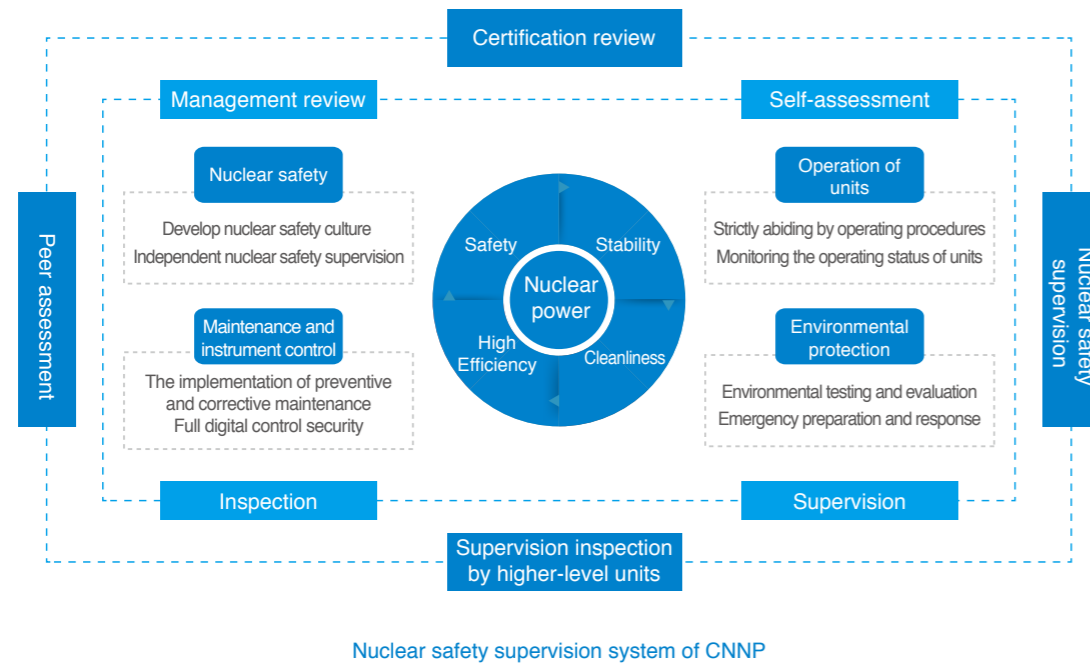 Certification review
Management review
Self-assessment
Nuclear safety
Develop nuclear safety culture
Independent nuclear safety supervision
Operation of
units
Strictly abiding by operating procedures
Monitoring the operating status of units
Peer assessment
Safety
Stability
Nuclear
power
High
Efficiency
Cleanliness
Nuclear safety
supervision
Maintenance and
instrument control
The implementation of preventive
and corrective maintenance
Full digital control security
Environmental
protection
Environmental testing and evaluation
Emergency preparation and response
Inspection
Supervision
Supervision inspection
by higher-level units
Nuclear safety supervision system of CNNP